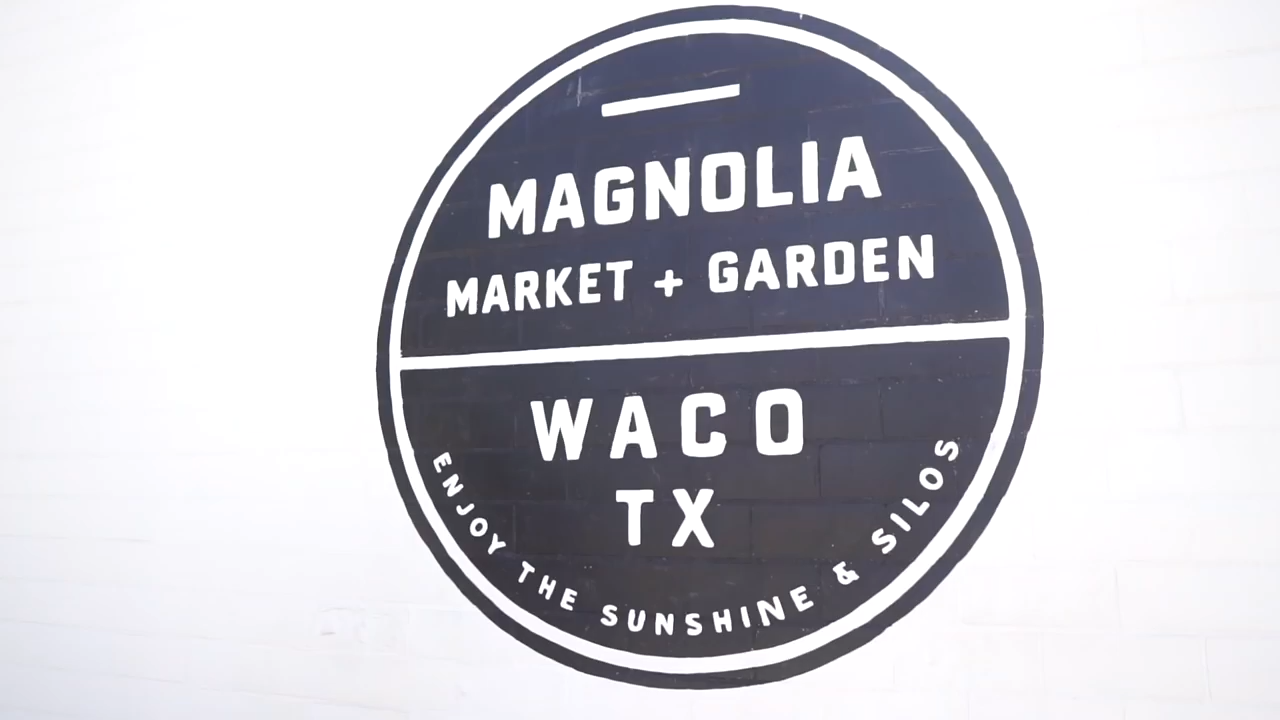 MAGNOLIA
MARKET + GARDEN
WACO
TX
ENJOY THE SUNSHINE & SILOS